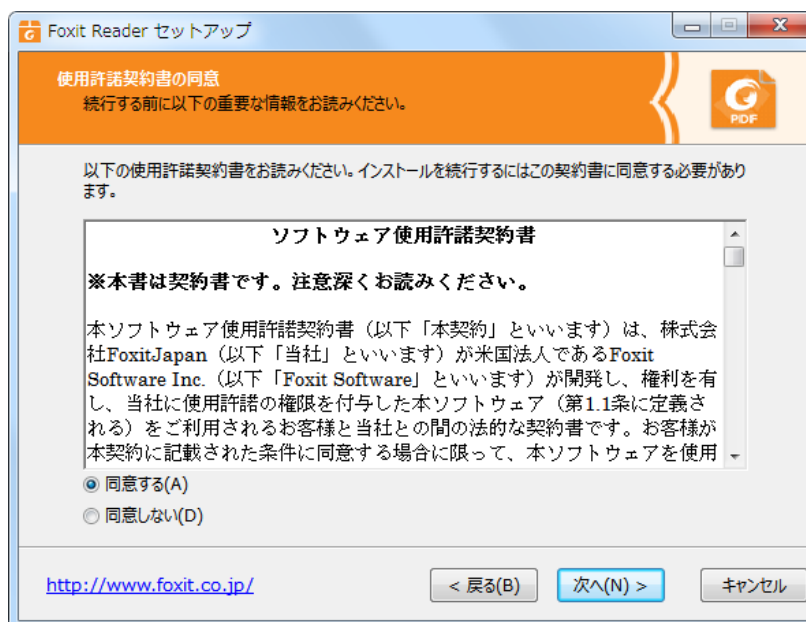 Foxit Reader セットアップ
使用許諾契約書の同意
続行する前に以下の重要な情報をお読みください。
PDF
以下の使用許諾契約書をお読みください。インストールを続行するにはこの契約書に同意する必要があり
ます。
ソフトウェア使用許諾契約書
※本書は契約書です。注意深くお読みください。
本ソフトウェア使用許諾契約書（以下「本契約」といいます）は、株式会
社FoxitJapan（以下「当社」といいます）が米国法人であるFoxit
Software Inc.（以下「Foxit Software」といいます）が開発し、権利を有
し、当社に使用許諾の権限を付与した本ソフトウェア（第1.1条に定義さ
れる）をご利用されるお客様と当社との間の法的な契約書です。お客様が
本契約に記載された条件に同意する場合に限って、本ソフトウェアを使用
同意する(A)
同意しない(D)
http://www.foxit.co.jp/
< 戻る(B)
次へ(N) >
キャンセル